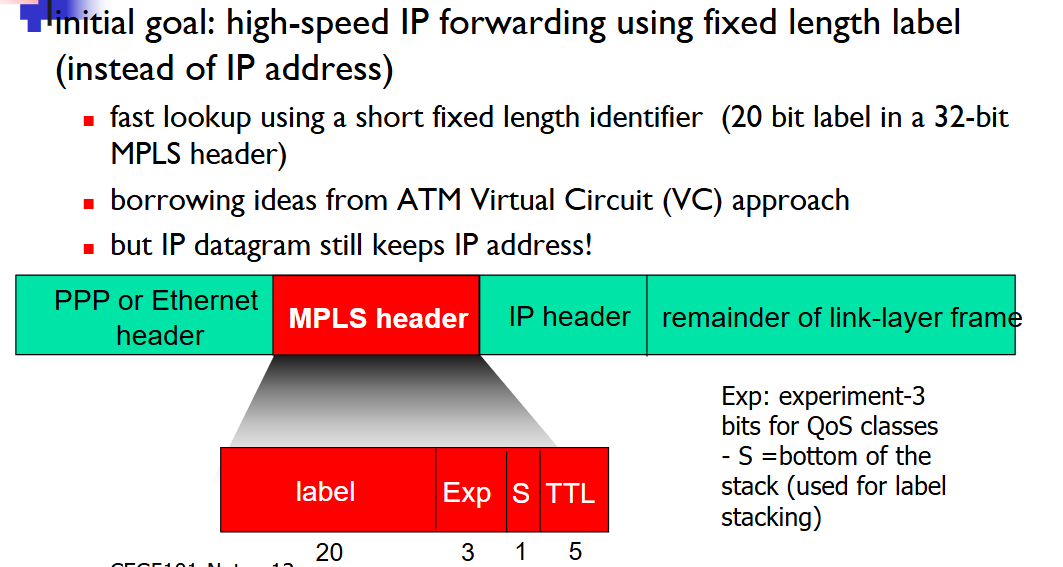 initial goal: high-speed IP forwarding using fixed length label
(instead of IP address)
fast lookup using a short fixed length identifier (20 bit label in a 32-bit
MPLS header)
borrowing ideas from ATM Virtual Circuit (VC) approach
but IP datagram still keeps IP address!
PPP or Ethernet
header
MPLS header
IP header
remainder of link-layer frame
Exp: experiment-3
bits for QoS classes
- S =bottom of the
stack (used for label
stacking)
label
Exp
S
TTL
20
3
1
5